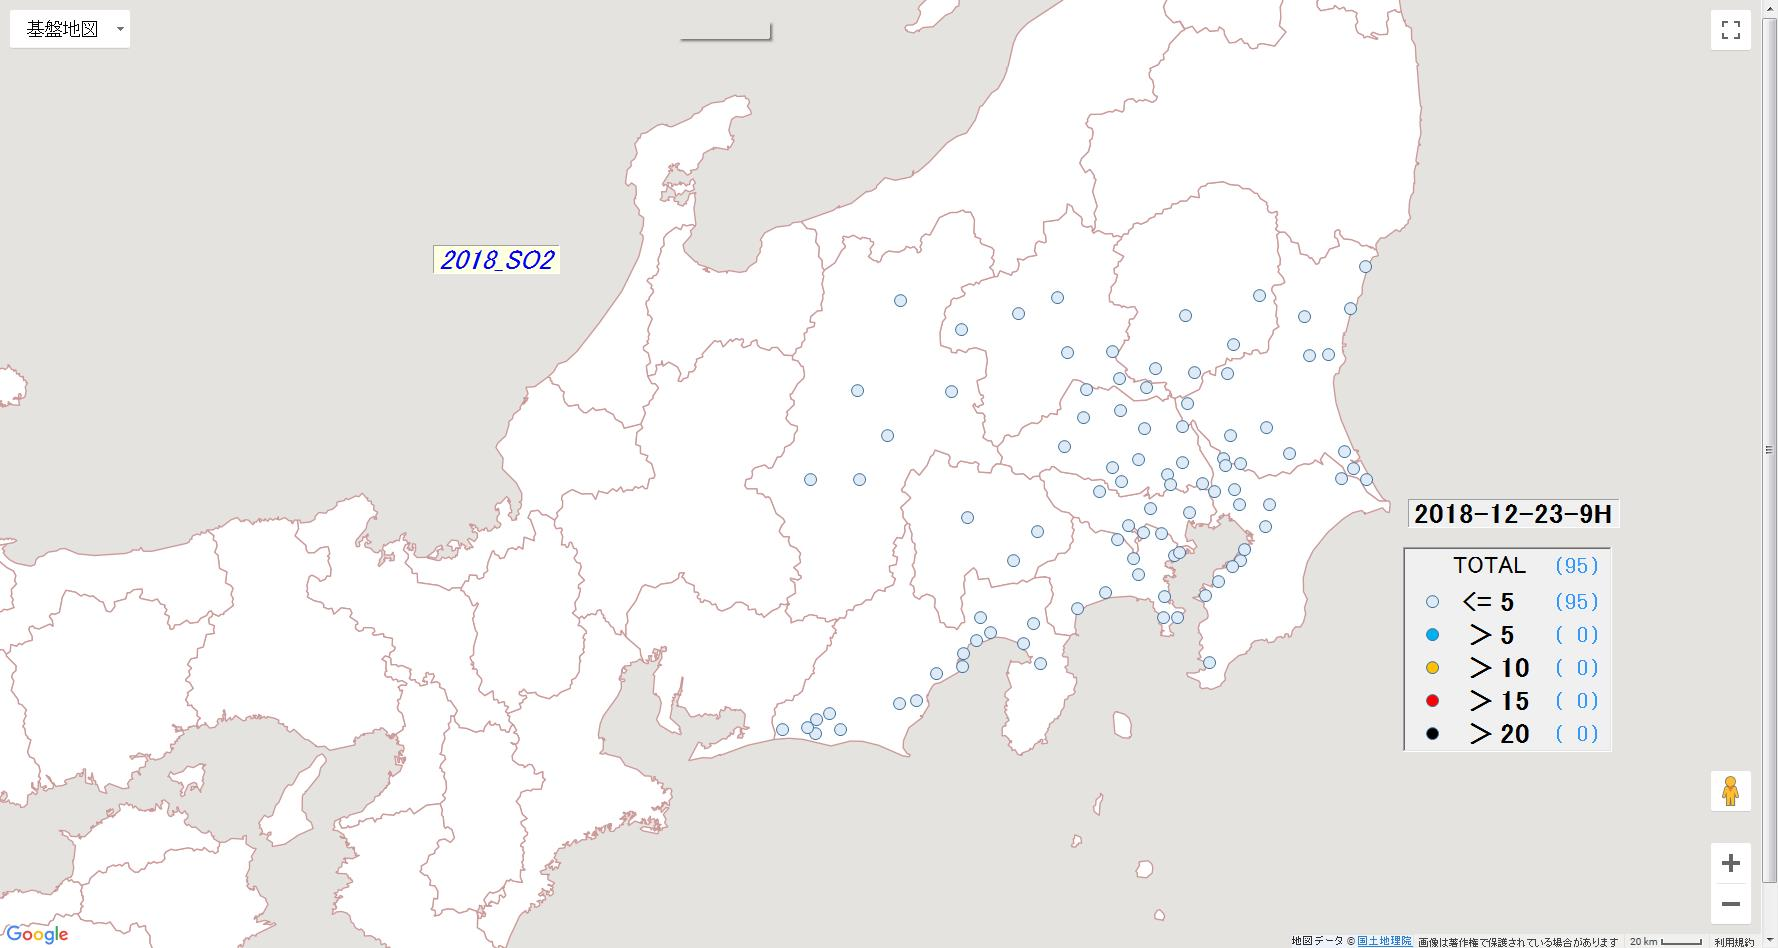 基盤地図
2018_SO2
2018-12-23-9H
TOTAL (95)
<= 5 (95)
> 5 ( 0)
> 10 ( 0)
> 15 ( 0)
> 20 ( 0)
Google
地図データ © 国土地理院 画像は著作権で保護されている場合があります 20 km 利用規約